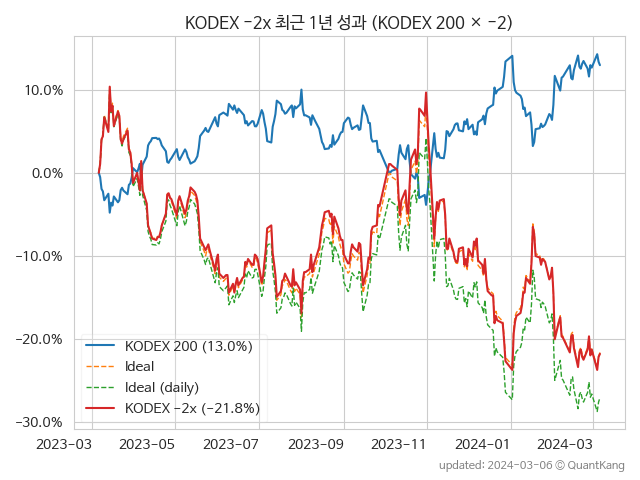 KODEX −2x 최근 1년 성과 (KODEX 200 × −2)
10.0%
0.0%
−10.0%
−20.0%
−30.0%
KODEX 200 (13.0%)
Ideal
Ideal (daily)
KODEX −2x (−21.8%)
2023−03 2023−05 2023−07 2023−09 2023−11 2024−01 2024−03
updated: 2024−03−06 ⓒ QuantKang